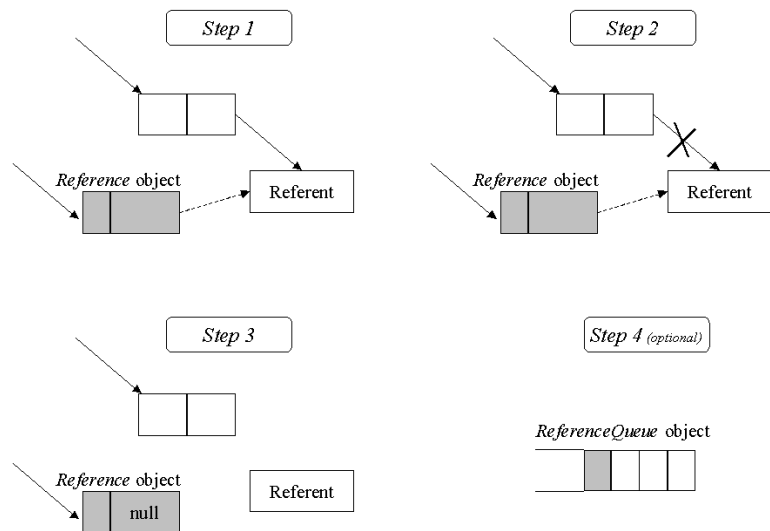 Step 1
Reference object
Referent
Step 2
Reference object
Referent
Step 3
Reference object
null
Referent
Step 4 (optional)
ReferenceQueue object